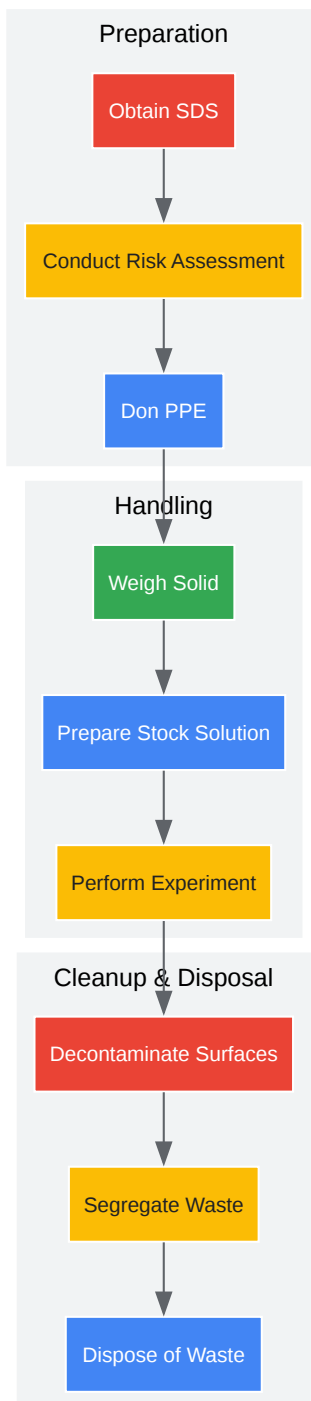 Preparation
Obtain SDS
Conduct Risk Assessment
Don PPE
Handling
Weigh Solid
Prepare Stock Solution
Perform Experiment
Cleanup & Disposal
Decontaminate Surfaces
Segregate Waste
Dispose of Waste